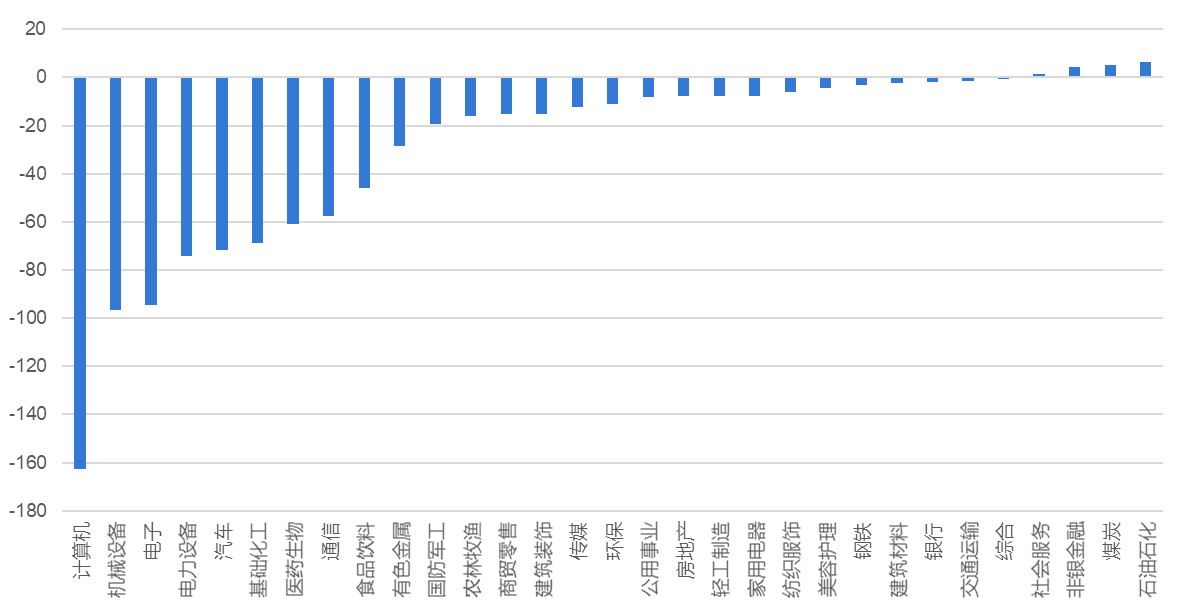 20
0
-20
-40
-60
-80
-100
-120
-140
-160
-180
计算机
机械设备
电子
电力设备
汽车
基础化工
医药生物
通信
食品饮料
有色金属
国防军工
农林牧渔
商贸零售
建筑装饰
传媒
环保
公用事业
房地产
轻工制造
家用电器
纺织服饰
美容护理
钢铁
建筑材料
银行
交通运输
综合
社会服务
非银金融
煤炭
石油石化